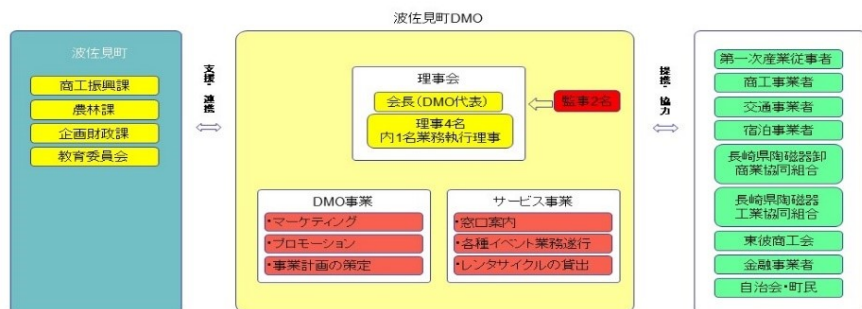 波佐見町DMO
波佐見町
商工振興課
農林課
企画財政課
教育委員会
支援・連携
理事会
会長(DMO代表)
理事4名
内1名業務執行理事
監事2名
DMO事業
・マーケティング
・プロモーション
・事業計画の策定
サービス事業
・窓口案内
・各種イベント業務遂行
・レンタサイクルの貸出
提携・協力
第一次産業従事者
商工事業者
交通事業者
宿泊事業者
長崎県陶磁器卸
商業協同組合
長崎県陶磁器
工業協同組合
東彼商工会
金融事業者
自治会・町民